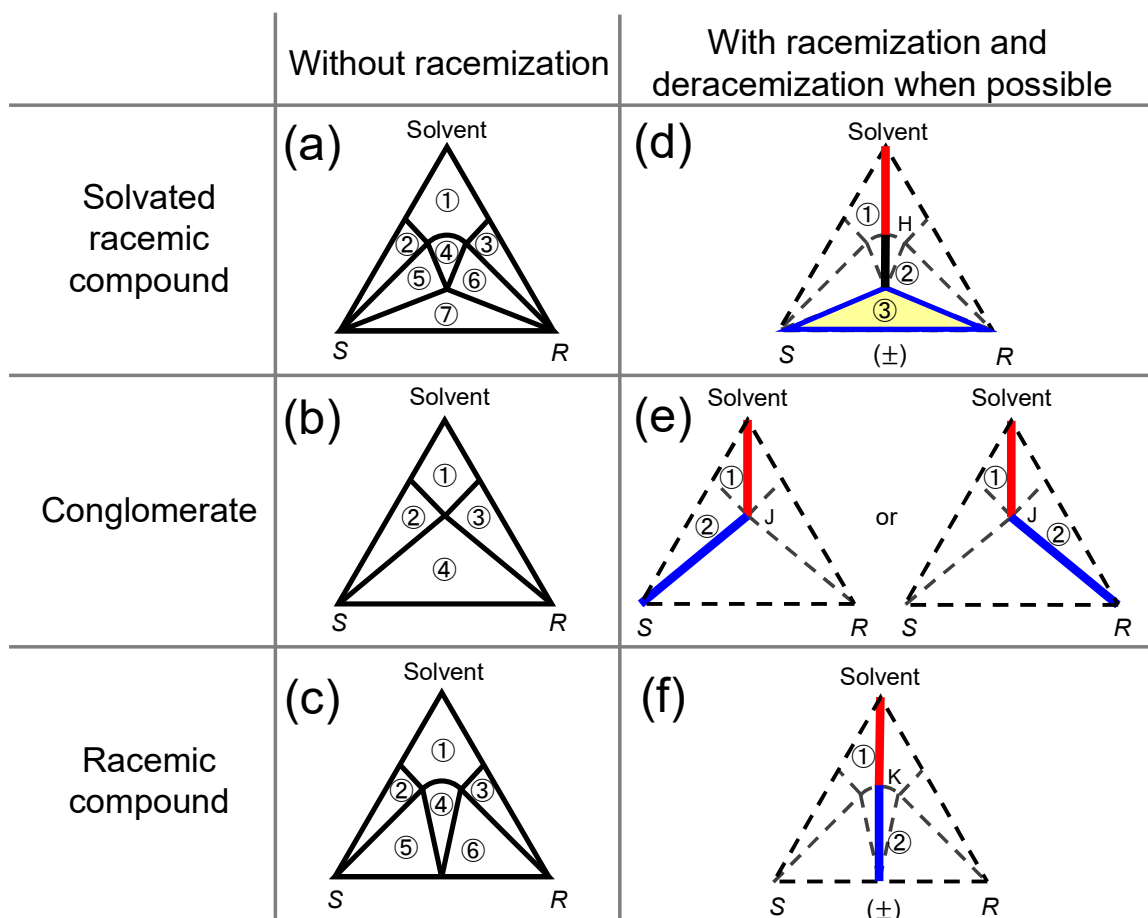 Without racemization
With racemization and
deracemization when possible
Solvated
racemic
compound
(a)
Solvent
①
②
③
④
⑤
⑥
⑦
S
R
(d)
Solvent
①
H
②
③
S
(±)
R
Conglomerate
(b)
Solvent
①
②
③
④
S
R
(e)
Solvent
①
②
J
S
R
or
Solvent
①
J
②
S
R
Racemic
compound
(c)
Solvent
①
②
③
④
⑤
⑥
S
R
(f)
Solvent
①
K
②
S
(±)
R